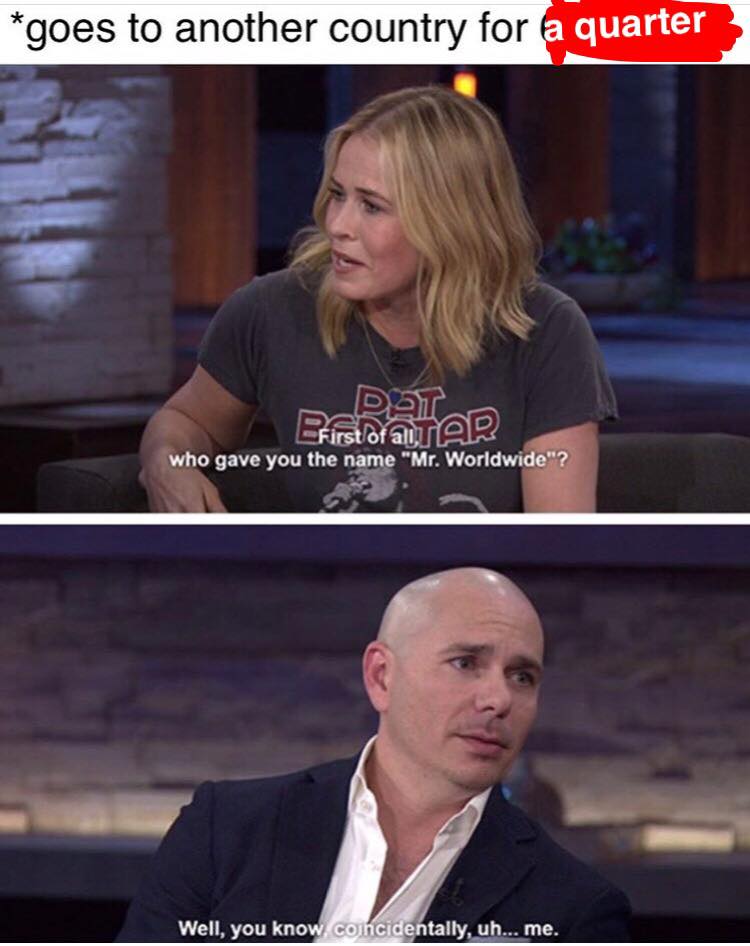 *goes to another country for a quarter
PAT
BENATAR
First of all,
who gave you the name "Mr. Worldwide"?
Well, you know, coincidentally, uh... me.